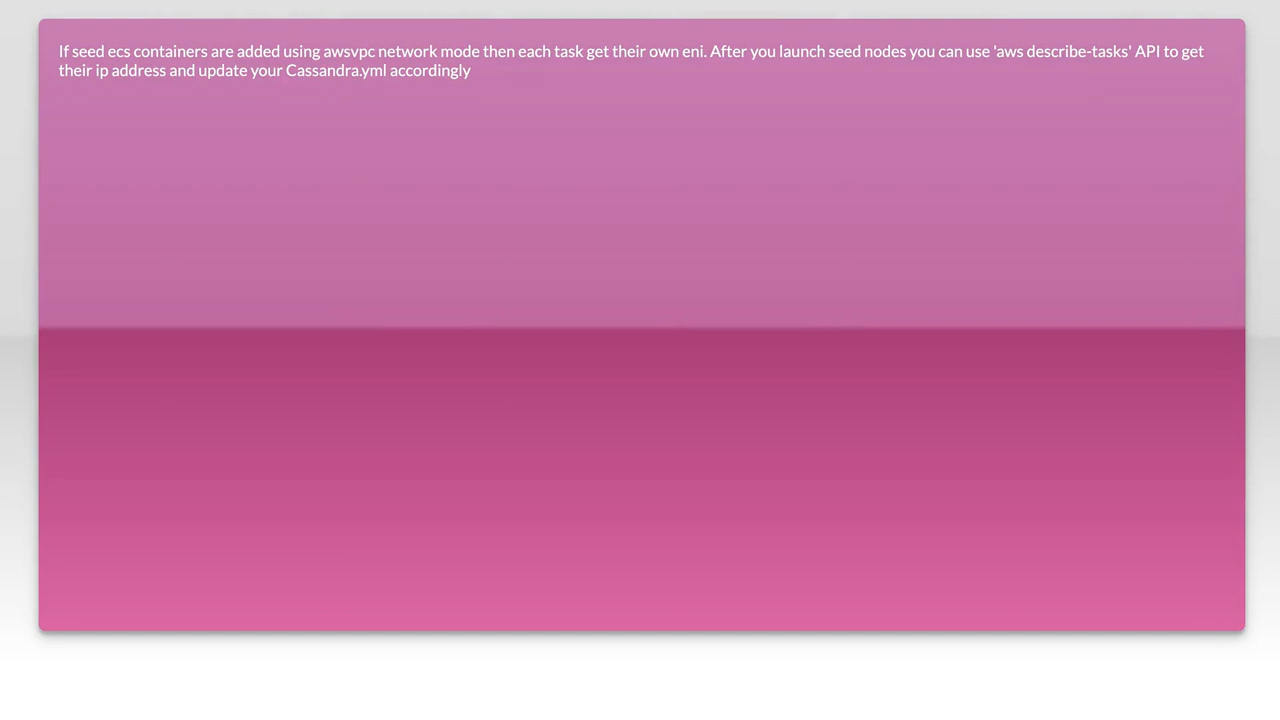 If seed ecs containers are added using awsvpc network mode then each task get their own eni. After you launch seed nodes you can use 'aws describe-tasks' API to get
their ip address and update your Cassandra.yml accordingly